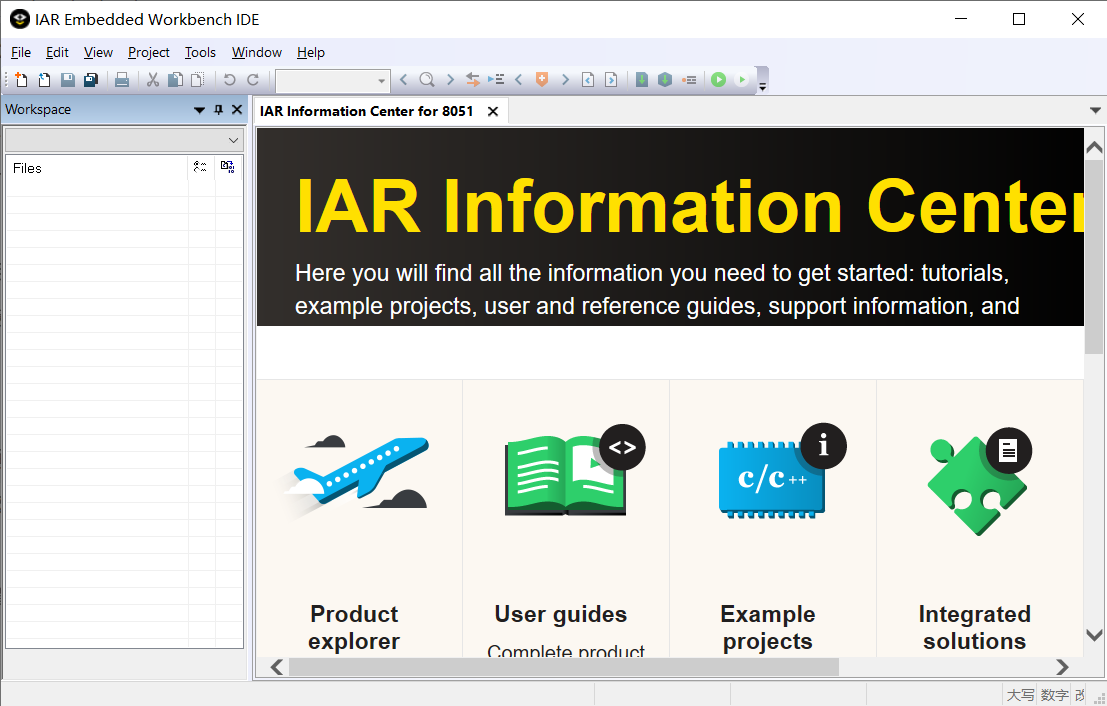 IAR Embedded Workbench IDE
File Edit View Project Tools Window Help
Workspace
IAR Information Center for 8051
Files
IAR Information Center
Here you will find all the information you need to get started: tutorials,
example projects, user and reference guides, support information, and
<>
i
c/c++
Product
explorer
User guides
Complete product
Example
projects
Integrated
solutions
大写 数字 改